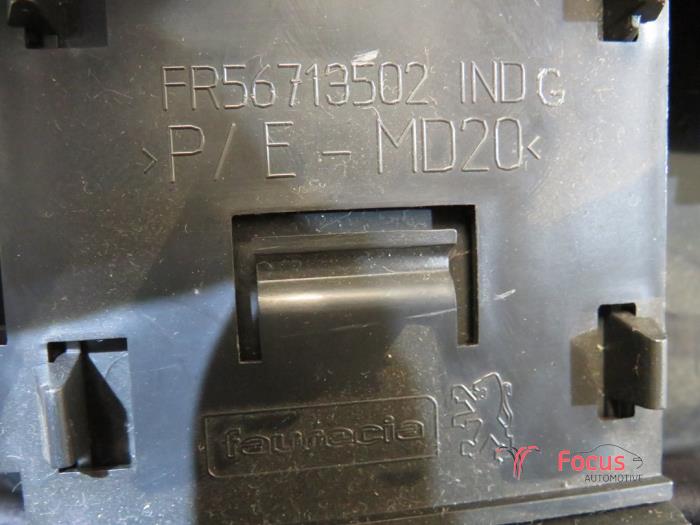 FR56713502 IND G
>P/E-MD20<
faurecia
FOCUS
AUTOMOTIVE